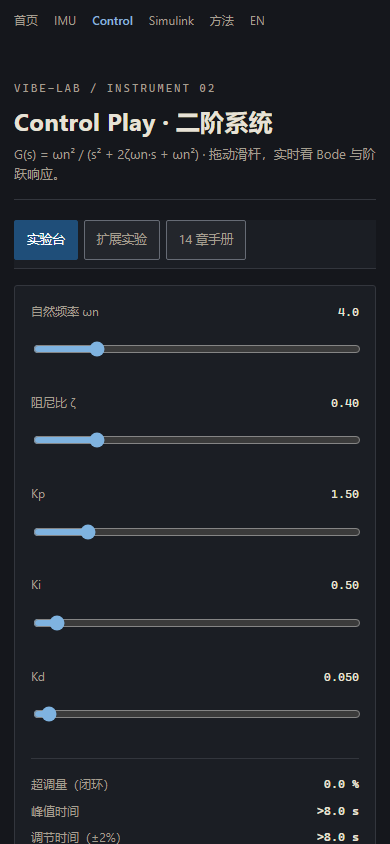 首页 IMU Control Simulink 方法 EN
VIBE-LAB / INSTRUMENT 02
Control Play · 二阶系统
G(s) = ωn² / (s² + 2ζωn·s + ωn²) · 拖动滑杆，实时看 Bode 与阶
跃响应。
实验台 扩展实验 14 章手册
自然频率 ωn 4.0
阻尼比 ζ 0.40
Kp 1.50
Ki 0.50
Kd 0.050
超调量（闭环） 0.0 %
峰值时间 >8.0 s
调节时间（±2%） >8.0 s